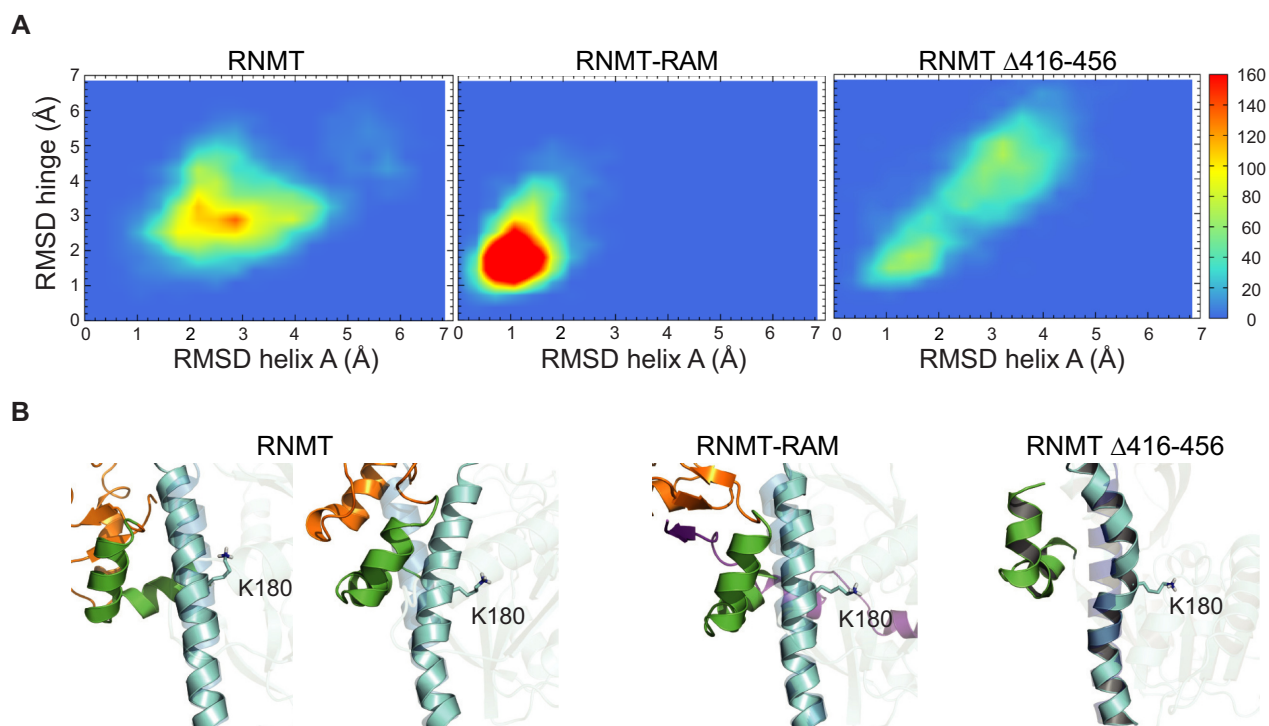 A
RNMT RNMT-RAM RNMT Δ416-456
7
6
5
4
3
2
1
0
RMSD hinge (Å)
0 1 2 3 4 5 6 7
0 1 2 3 4 5 6 7
0 1 2 3 4 5 6 7
RMSD helix A (Å) RMSD helix A (Å) RMSD helix A (Å)
160
140
120
100
80
60
40
20
0
B
RNMT RNMT-RAM RNMT Δ416-456
K180 K180 K180 K180